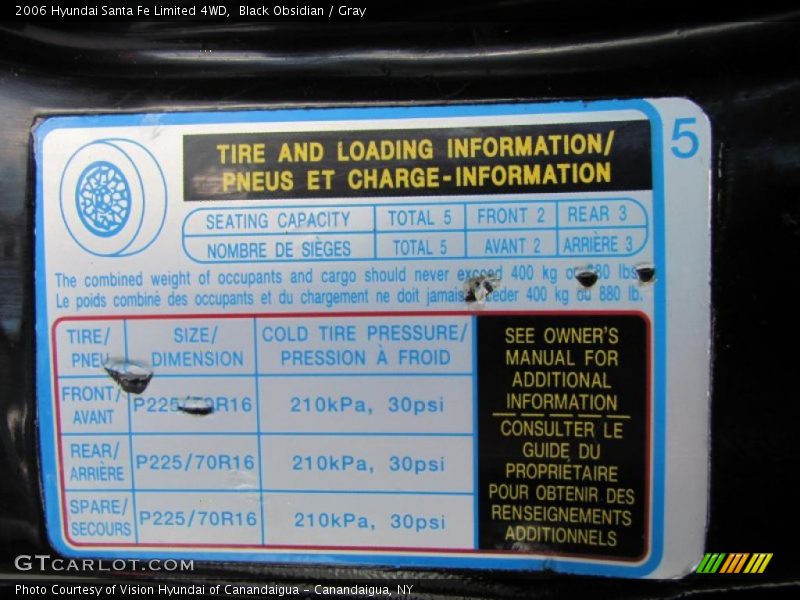 2006 Hyundai Santa Fe Limited 4WD, Black Obsidian / Gray
5
TIRE AND LOADING INFORMATION/
PNEUS ET CHARGE-INFORMATION
SEATING CAPACITY TOTAL 5 FRONT 2 REAR 3
NOMBRE DE SIÈGES TOTAL 5 AVANT 2 ARRIÈRE 3
The combined weight of occupants and cargo should never exceed 400 kg or 880 lbs.
Le poids combiné des occupants et du chargement ne doit jamais 400 kg ou 880 lb.
TIRE/ SIZE/ COLD TIRE PRESSURE/
PNEU DIMENSION PRESSION À FROID
FRONT/
AVANT P225/70R16 210kPa, 30psi
REAR/
ARRIÈRE P225/70R16 210kPa, 30psi
SPARE/
SECOURS P225/70R16 210kPa, 30psi
SEE OWNER'S
MANUAL FOR
ADDITIONAL
INFORMATION
CONSULTER LE
GUIDE DU
PROPRIÉTAIRE
POUR OBTENIR DES
RENSEIGNEMENTS
ADDITIONNELS
GTCARLOT.COM
Photo Courtesy of Vision Hyundai of Canandaigua - Canandaigua, NY